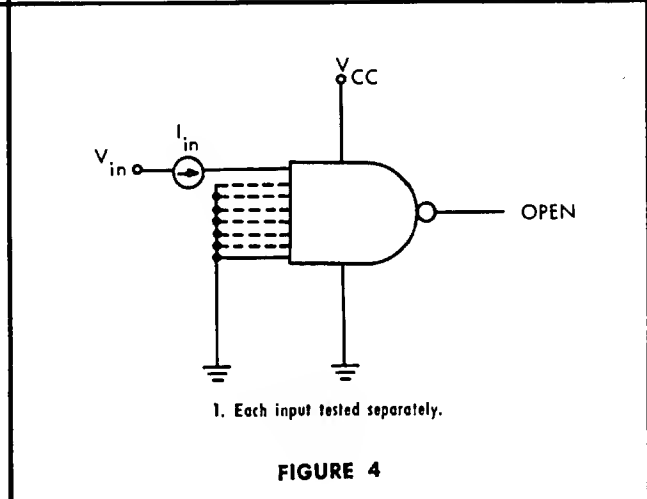 V
CC
I
in
V
in
OPEN
1. Each input tested separately.
FIGURE 4